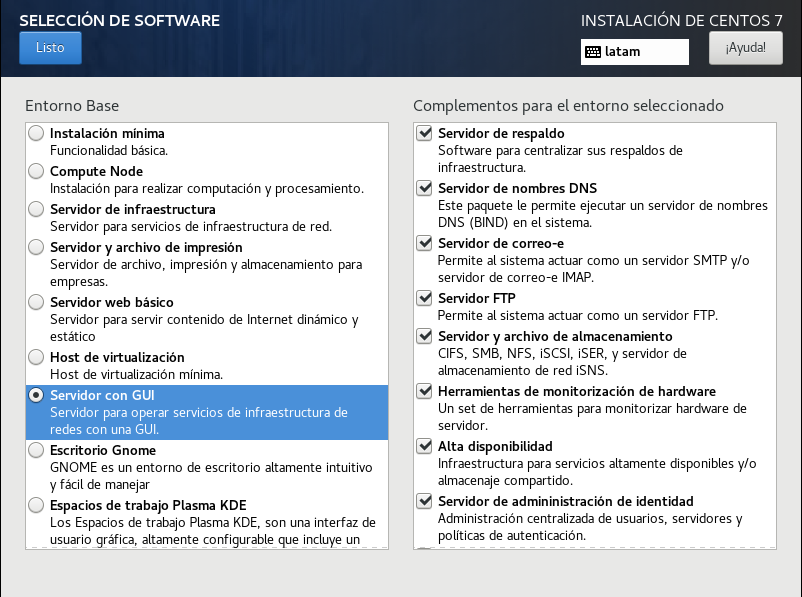 SELECCIÓN DE SOFTWARE
INSTALACIÓN DE CENTOS 7
Listo
latam
¡Ayuda!
Entorno Base
Instalación mínima
Funcionalidad básica.
Compute Node
Instalación para realizar computación y procesamiento.
Servidor de infraestructura
Servidor para servicios de infraestructura de red.
Servidor y archivo de impresión
Servidor de archivo, impresión y almacenamiento para
empresas.
Servidor web básico
Servidor para servir contenido de Internet dinámico y
estático
Host de virtualización
Host de virtualización mínima.
Servidor con GUI
Servidor para operar servicios de infraestructura de
redes con una GUI.
Escritorio Gnome
GNOME es un entorno de escritorio altamente intuitivo
y fácil de manejar
Espacios de trabajo Plasma KDE
Los Espacios de trabajo Plasma KDE, son una interfaz de
usuario gráfica, altamente configurable que incluye un
Complementos para el entorno seleccionado
Servidor de respaldo
Software para centralizar sus respaldos de
infraestructura.
Servidor de nombres DNS
Este paquete le permite ejecutar un servidor de nombres
DNS (BIND) en el sistema.
Servidor de correo-e
Permite al sistema actuar como un servidor SMTP y/o
servidor de correo-e IMAP.
Servidor FTP
Permite al sistema actuar como un servidor FTP.
Servidor y archivo de almacenamiento
CIFS, SMB, NFS, iSCSI, iSER, y servidor de
almacenamiento de red iSNS.
Herramientas de monitorización de hardware
Un set de herramientas para monitorizar hardware de
servidor.
Alta disponibilidad
Infraestructura para servicios altamente disponibles y/o
almacenaje compartido.
Servidor de admininistración de identidad
Administración centralizada de usuarios, servidores y
políticas de autenticación.